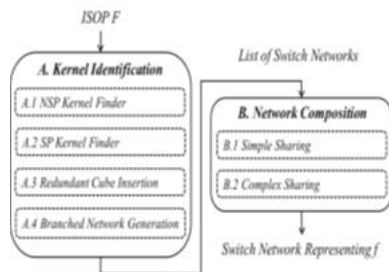 ISOP F
A. Kernel Identification
A.1 NSP Kernel Finder
A.2 SP Kernel Finder
A.3 Redundant Cube Insertion
A.4 Branched Network Generation
List of Switch Networks
B. Network Composition
B.1 Simple Sharing
B.2 Complex Sharing
Switch Network Representing f